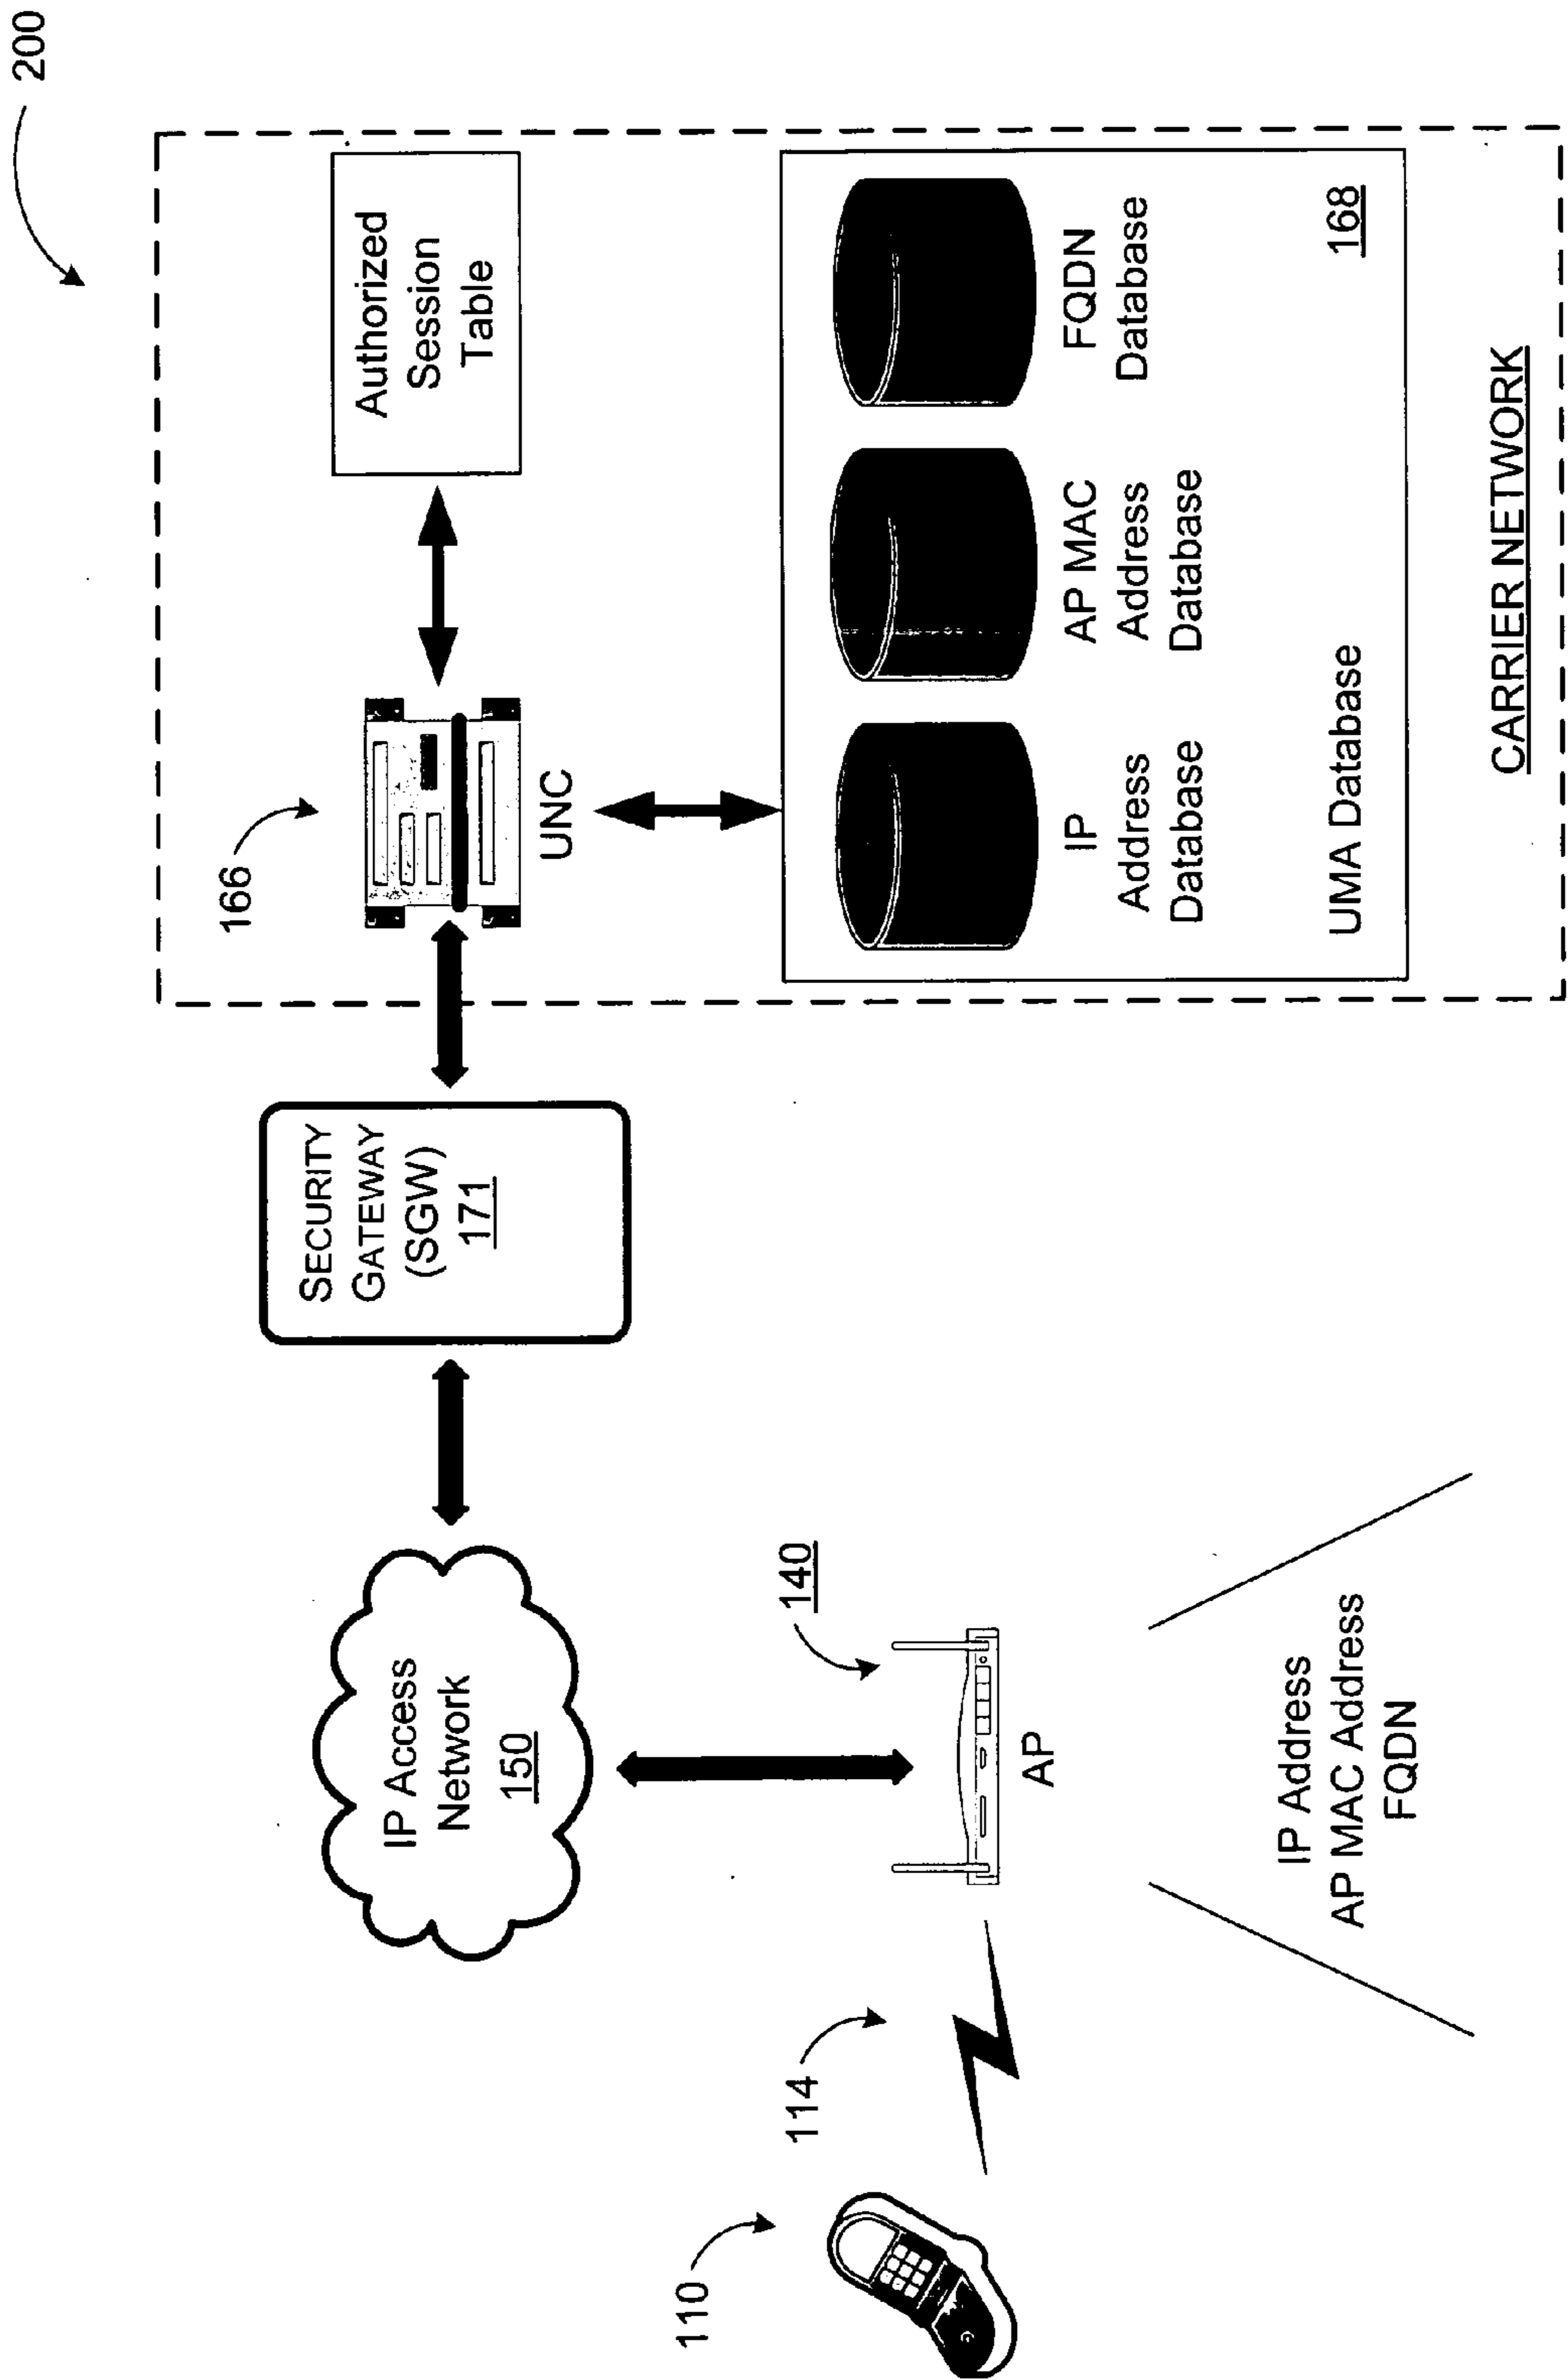 200
CARRIER NETWORK
166
UNC
Authorized
Session
Table
IP
Address
Database
AP MAC
Address
Database
FQDN
Database
UMA Database
168
SECURITY
GATEWAY
(SGW)
171
IP Access
Network
150
140
AP
114
110
IP Address
AP MAC Address
FQDN